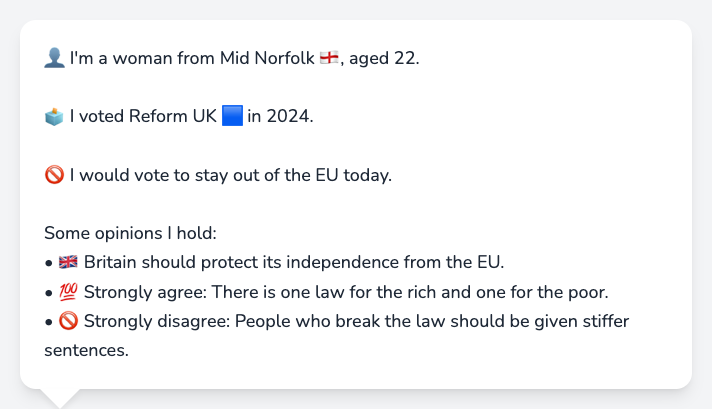 👤 I'm a woman from Mid Norfolk 🏴󠁧󠁢󠁥󠁮󠁧󠁿, aged 22.
🗳️ I voted Reform UK 🟦 in 2024.
🚫 I would vote to stay out of the EU today.
Some opinions I hold:
• 🇬🇧 Britain should protect its independence from the EU.
• 💯 Strongly agree: There is one law for the rich and one for the poor.
• 🚫 Strongly disagree: People who break the law should be given stiffer
sentences.